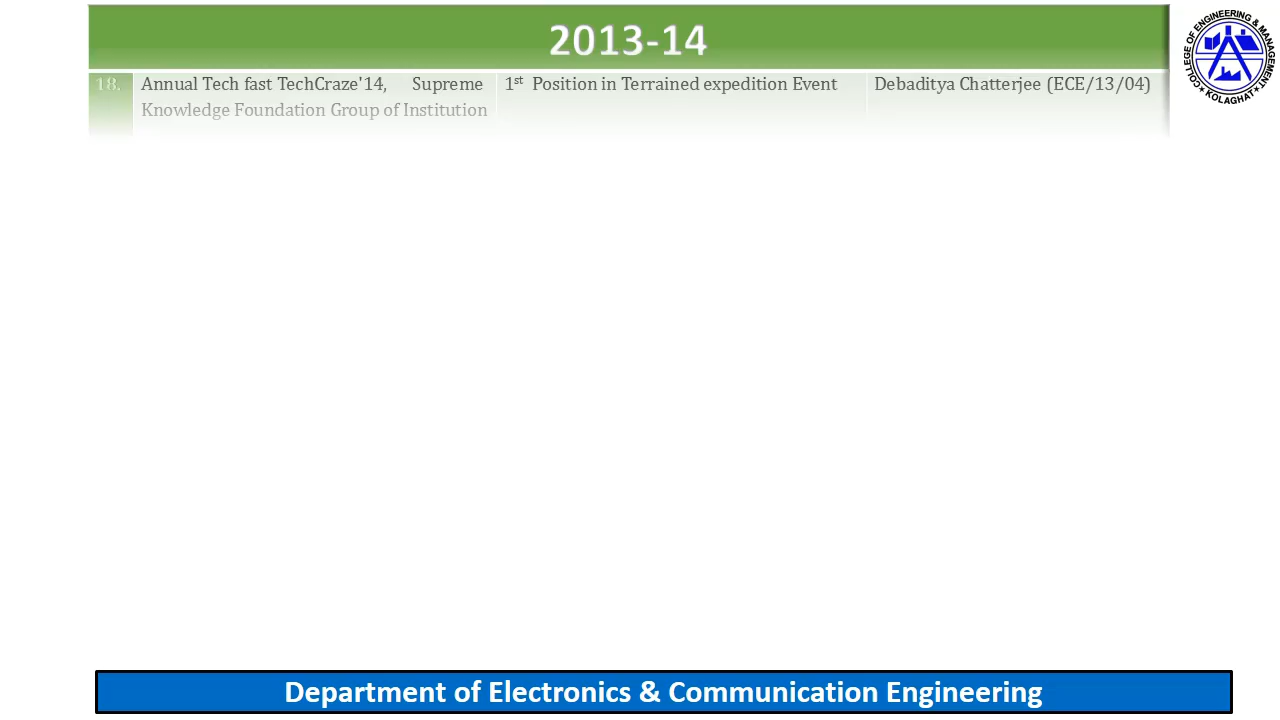 2013-14
18. Annual Tech fast TechCraze'14, Supreme 1st Position in Terrained expedition Event Debaditya Chatterjee (ECE/13/04)
Knowledge Foundation Group of Institution
COLLEGE OF ENGINEERING & MANAGEMENT
★ KOLAGHAT ★
Department of Electronics & Communication Engineering